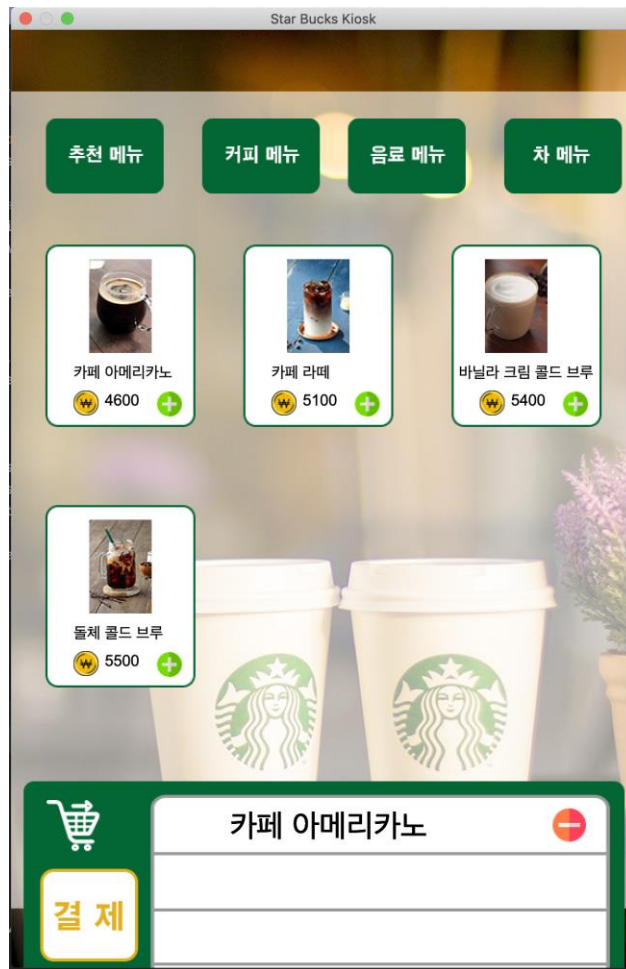 Star Bucks Kiosk
추천 메뉴
커피 메뉴
음료 메뉴
차 메뉴
카페 아메리카노
4600
카페 라떼
5100
바닐라 크림 콜드 브루
5400
돌체 콜드 브루
5500
카페 아메리카노
결 제